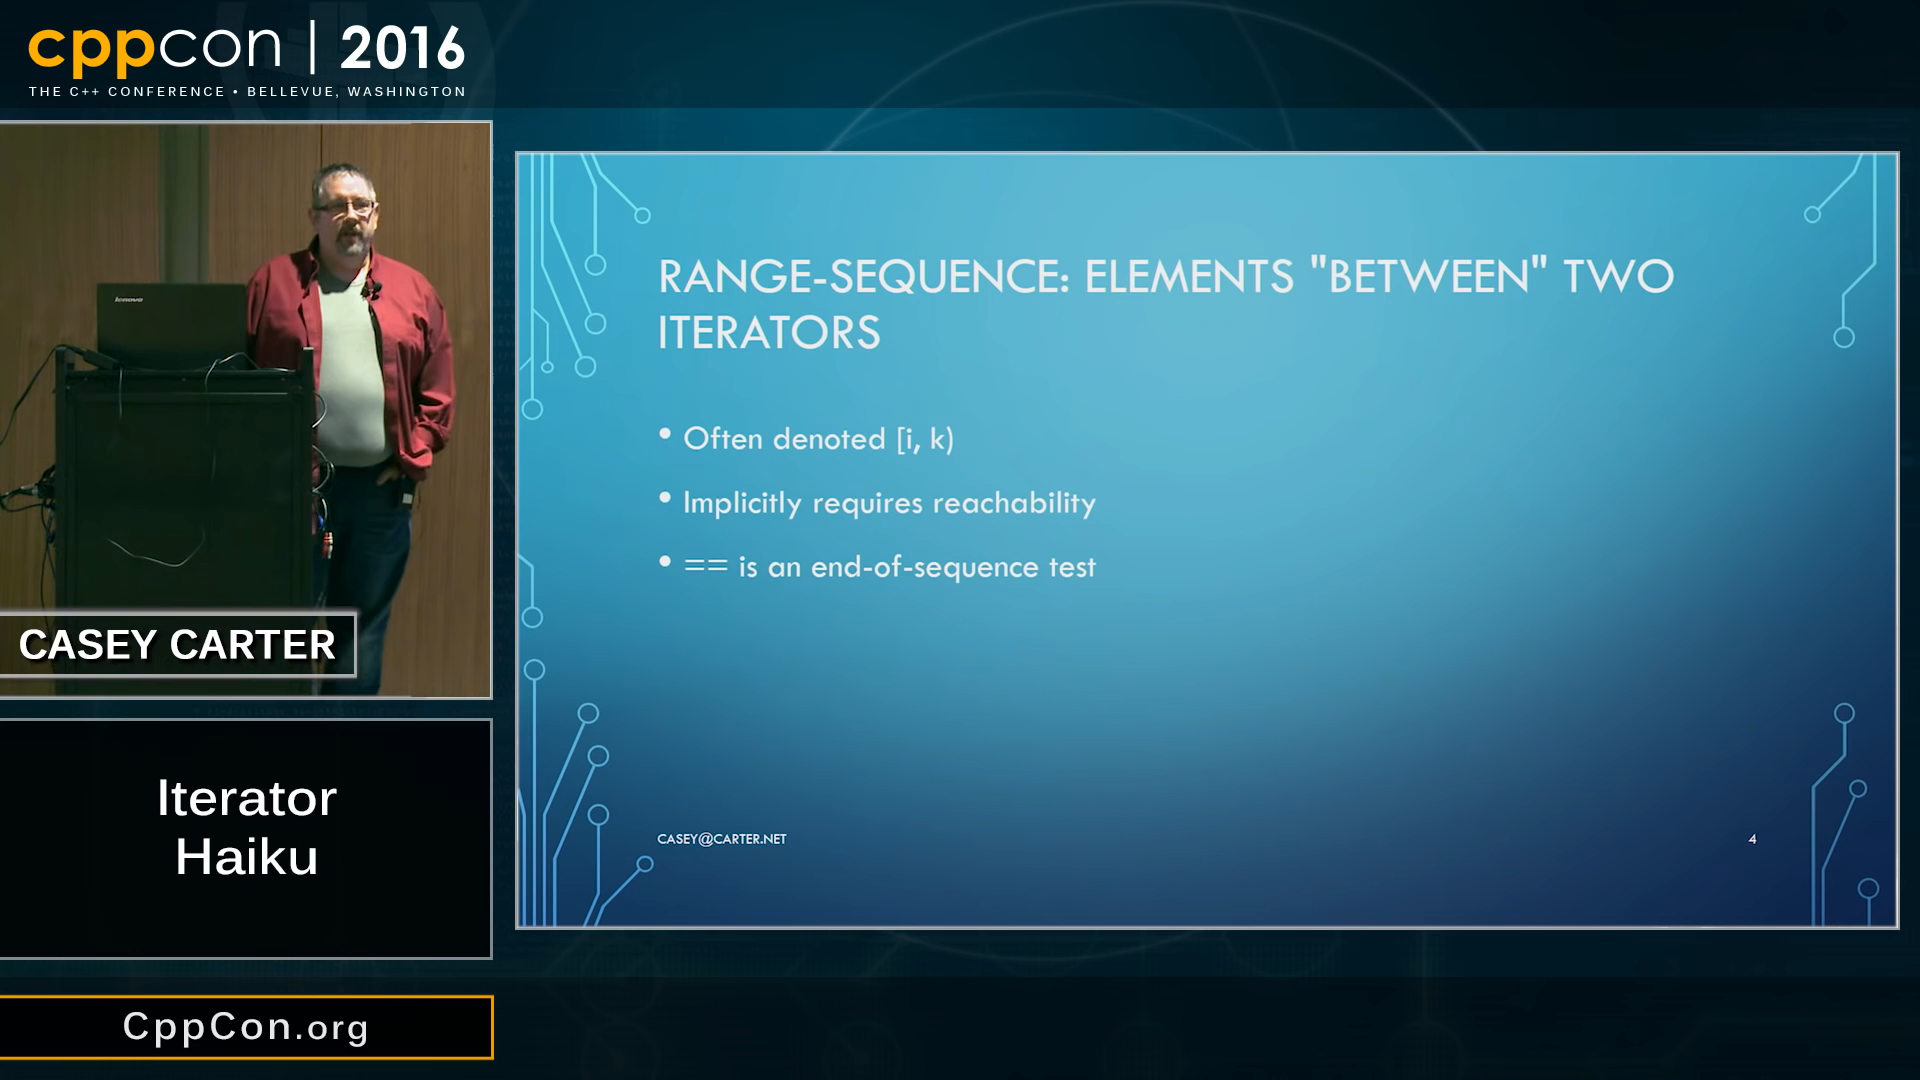 cppcon | 2016
THE C++ CONFERENCE • BELLEVUE, WASHINGTON
lenovo
CASEY CARTER
Iterator
Haiku
CppCon.org
RANGE-SEQUENCE: ELEMENTS "BETWEEN" TWO
ITERATORS
• Often denoted [i, k)
• Implicitly requires reachability
• == is an end-of-sequence test
CASEY@CARTER.NET
4